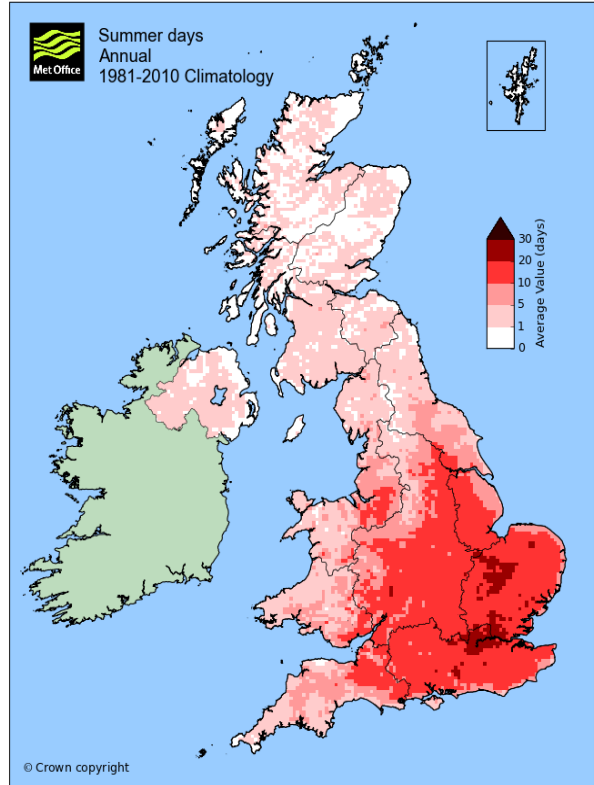 Met Office
Summer days
Annual
1981-2010 Climatology
30
20
10
5
1
0
Average Value (days)
© Crown copyright